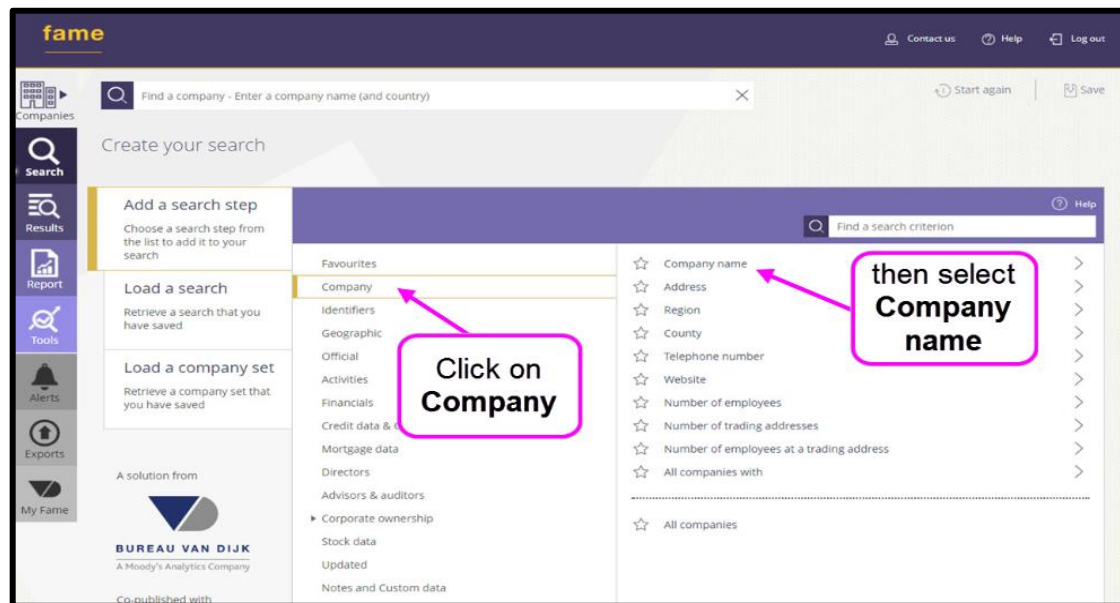 fame
Contact us
Help
Log out
Companies
Find a company - Enter a company name (and country)
Start again
Save
Search
Create your search
Results
Report
Tools
Alerts
Exports
My Fame
Add a search step
Choose a search step from
the list to add it to your
search
Load a search
Retrieve a search that you
have saved
Load a company set
Retrieve a company set that
you have saved
A solution from
BUREAU VAN DIJK
A Moody's Analytics Company
Co-published with
Help
Find a search criterion
Favourites
Company
Identifiers
Geographic
Official
Activities
Financials
Credit data &
Mortgage data
Directors
Advisors & auditors
Corporate ownership
Stock data
Updated
Notes and Custom data
Click on
Company
Company name
Address
Region
County
Telephone number
Website
Number of employees
Number of trading addresses
Number of employees at a trading address
All companies with
All companies
then select
Company
name